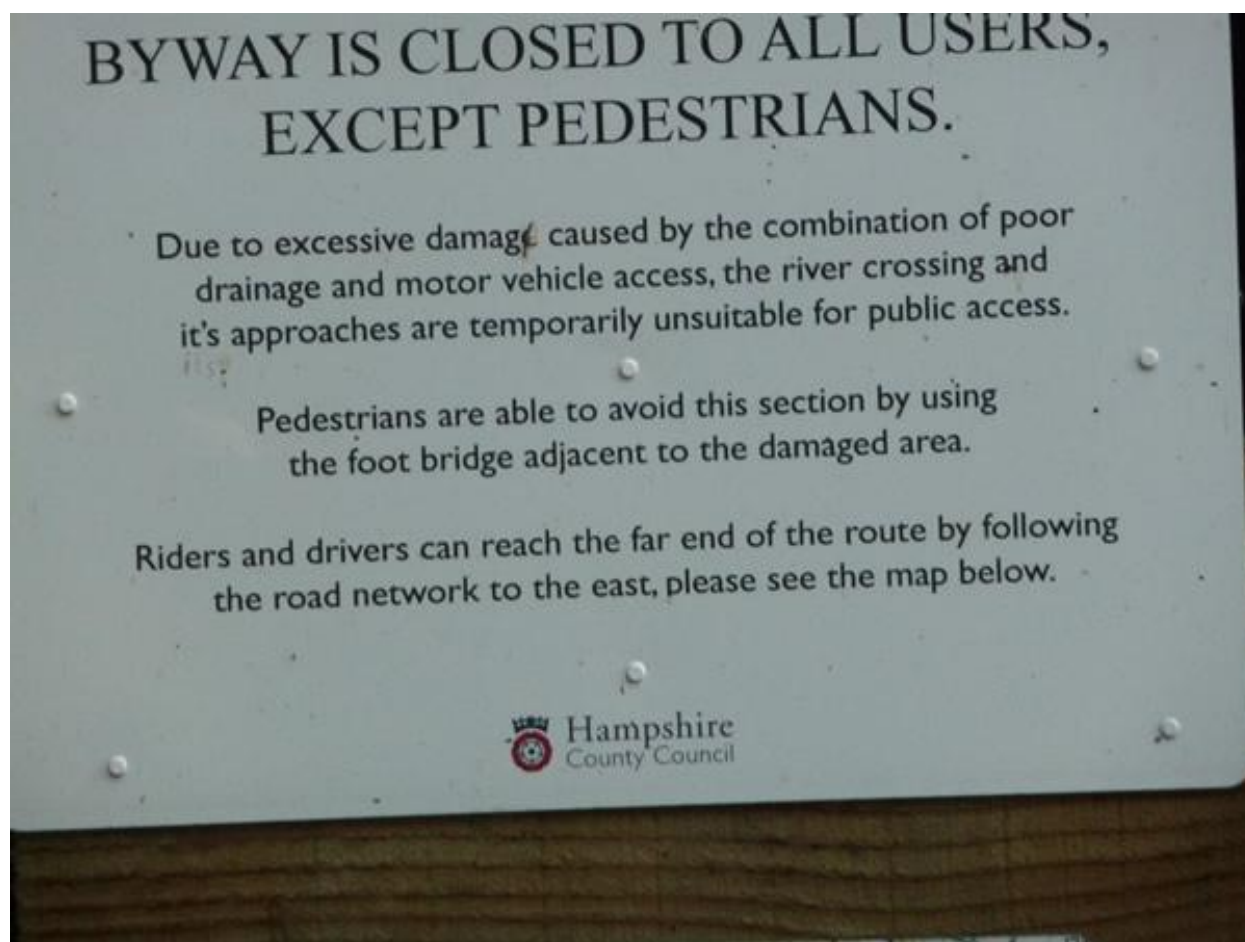 BYWAY IS CLOSED TO ALL USERS,
EXCEPT PEDESTRIANS.
Due to excessive damage caused by the combination of poor
drainage and motor vehicle access, the river crossing and
it's approaches are temporarily unsuitable for public access.
its
Pedestrians are able to avoid this section by using
the foot bridge adjacent to the damaged area.
Riders and drivers can reach the far end of the route by following
the road network to the east, please see the map below.
Hampshire
County Council